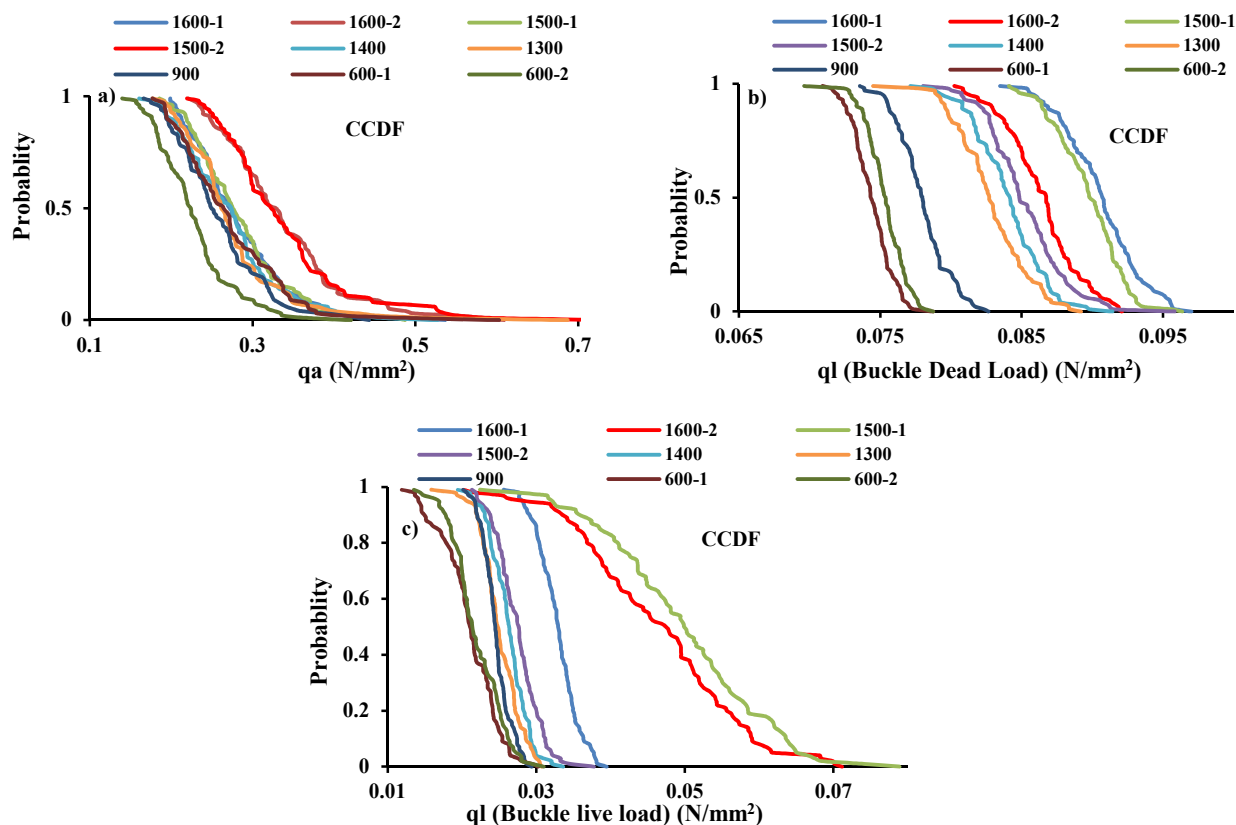 1600-1 1600-2 1500-1
1500-2 1400 1300
900 600-1 600-2
a)
CCDF
1
0.5
0
Probablity
0.1 0.3 0.5 0.7
qa (N/mm²)
1600-1 1600-2 1500-1
1500-2 1400 1300
900 600-1 600-2
b)
CCDF
1
0.5
0
Probablity
0.065 0.075 0.085 0.095
ql (Buckle Dead Load) (N/mm²)
1600-1 1600-2 1500-1
1500-2 1400 1300
900 600-1 600-2
c)
CCDF
1
0.8
0.6
0.4
0.2
0
Probablity
0.01 0.03 0.05 0.07
ql (Buckle live load) (N/mm²)